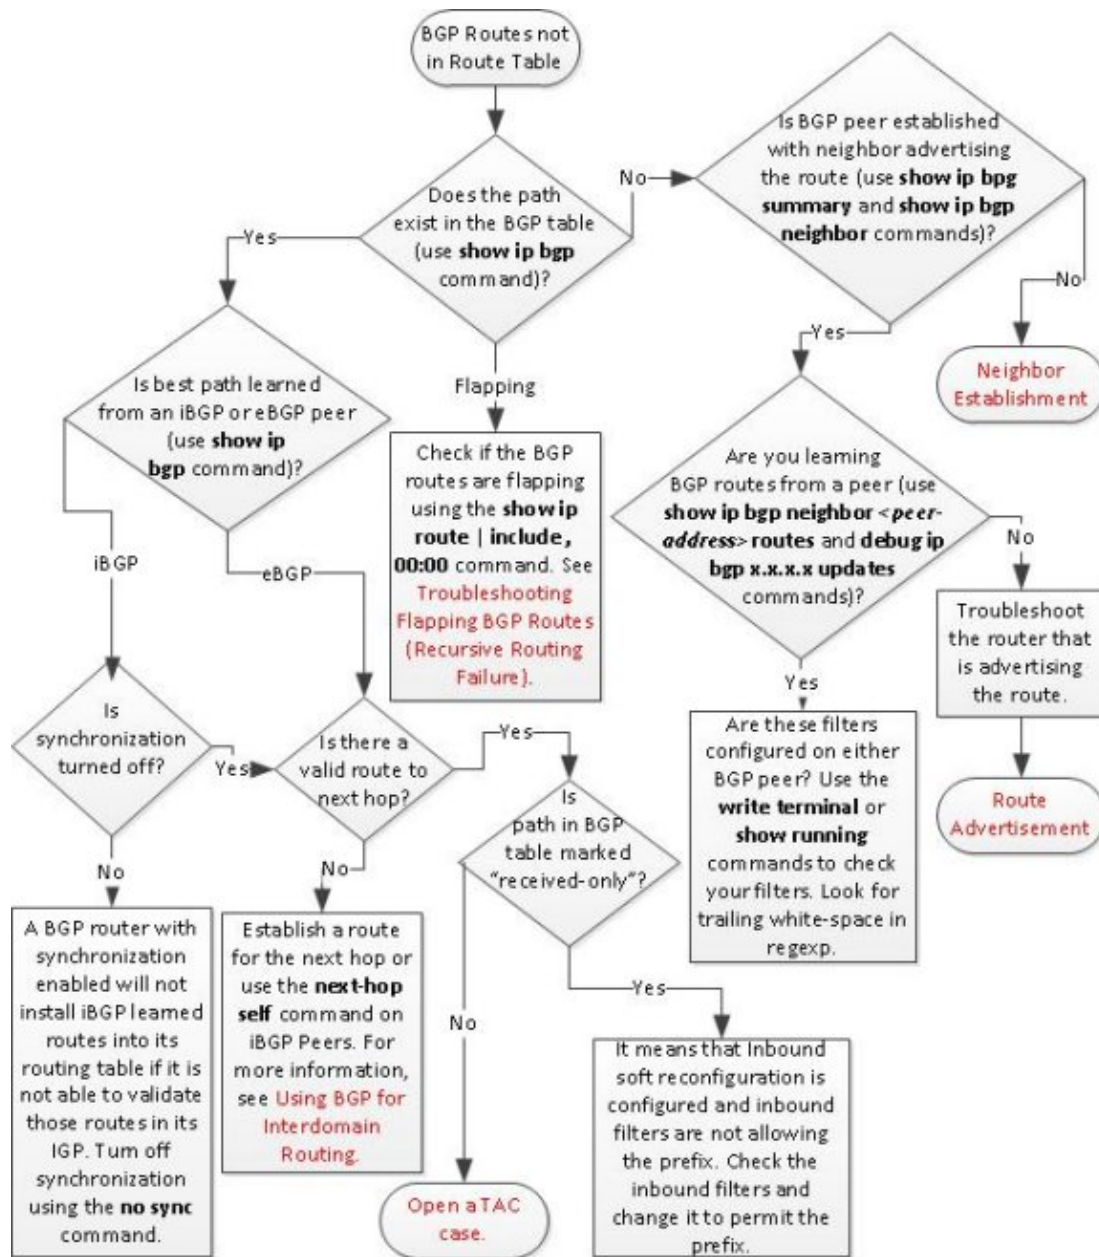 BGP Routes not
in Route Table
Does the path
exist in the BGP table
(use show ip bgp
command)?
No
Is BGP peer established
with neighbor advertising
the route (use show ip bpg
summary and show ip bgp
neighbor commands)?
Yes
Flapping
No
Neighbor
Establishment
Yes
Is best path learned
from an iBGP or eBGP peer
(use show ip
bgp command)?
Check if the BGP
routes are flapping
using the show ip
route | include,
00:00 command. See
Troubleshooting
Flapping BGP Routes
(Recursive Routing
Failure).
Are you learning
BGP routes from a peer (use
show ip bgp neighbor <peer-
address> routes and debug ip
bgp x.x.x.x updates
commands)?
No
Troubleshoot
the router that
is advertising
the route.
Route
Advertisement
Yes
Are these filters
configured on either
BGP peer? Use the
write terminal or
show running
commands to check
your filters. Look for
trailing white-space in
regexp.
iBGP
eBGP
Is
synchronization
turned off?
Yes
Is there a
valid route to
next hop?
Yes
Is
path in BGP
table marked
“received-only”?
No
A BGP router with
synchronization
enabled will not
install iBGP learned
routes into its
routing table if it is
not able to validate
those routes in its
IGP. Turn off
synchronization
using the no sync
command.
No
Establish a route
for the next hop or
use the next-hop
self command on
iBGP Peers. For
more information,
see Using BGP for
Interdomain
Routing.
No
Open a TAC
case.
Yes
It means that Inbound
soft reconfiguration is
configured and inbound
filters are not allowing
the prefix. Check the
inbound filters and
change it to permit the
prefix.